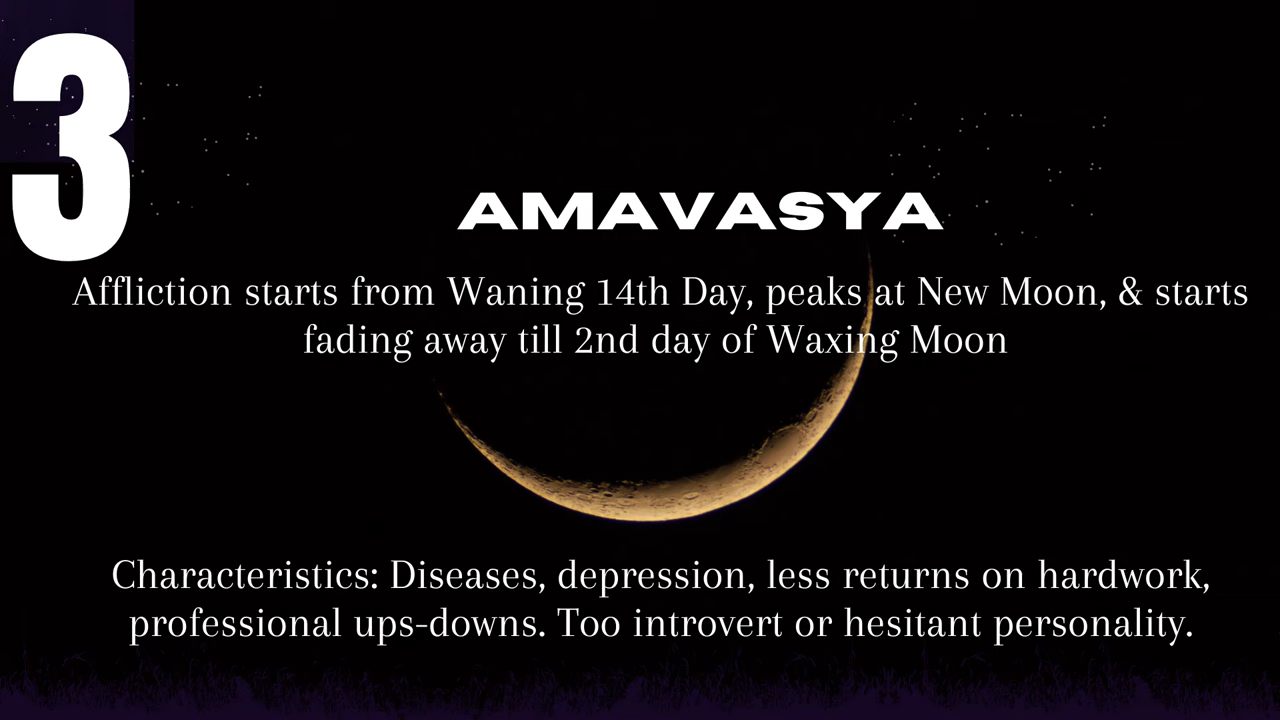 3
AMAVASYA
Affliction starts from Waning 14th Day, peaks at New Moon, & starts
fading away till 2nd day of Waxing Moon
Characteristics: Diseases, depression, less returns on hardwork,
professional ups-downs. Too introvert or hesitant personality.